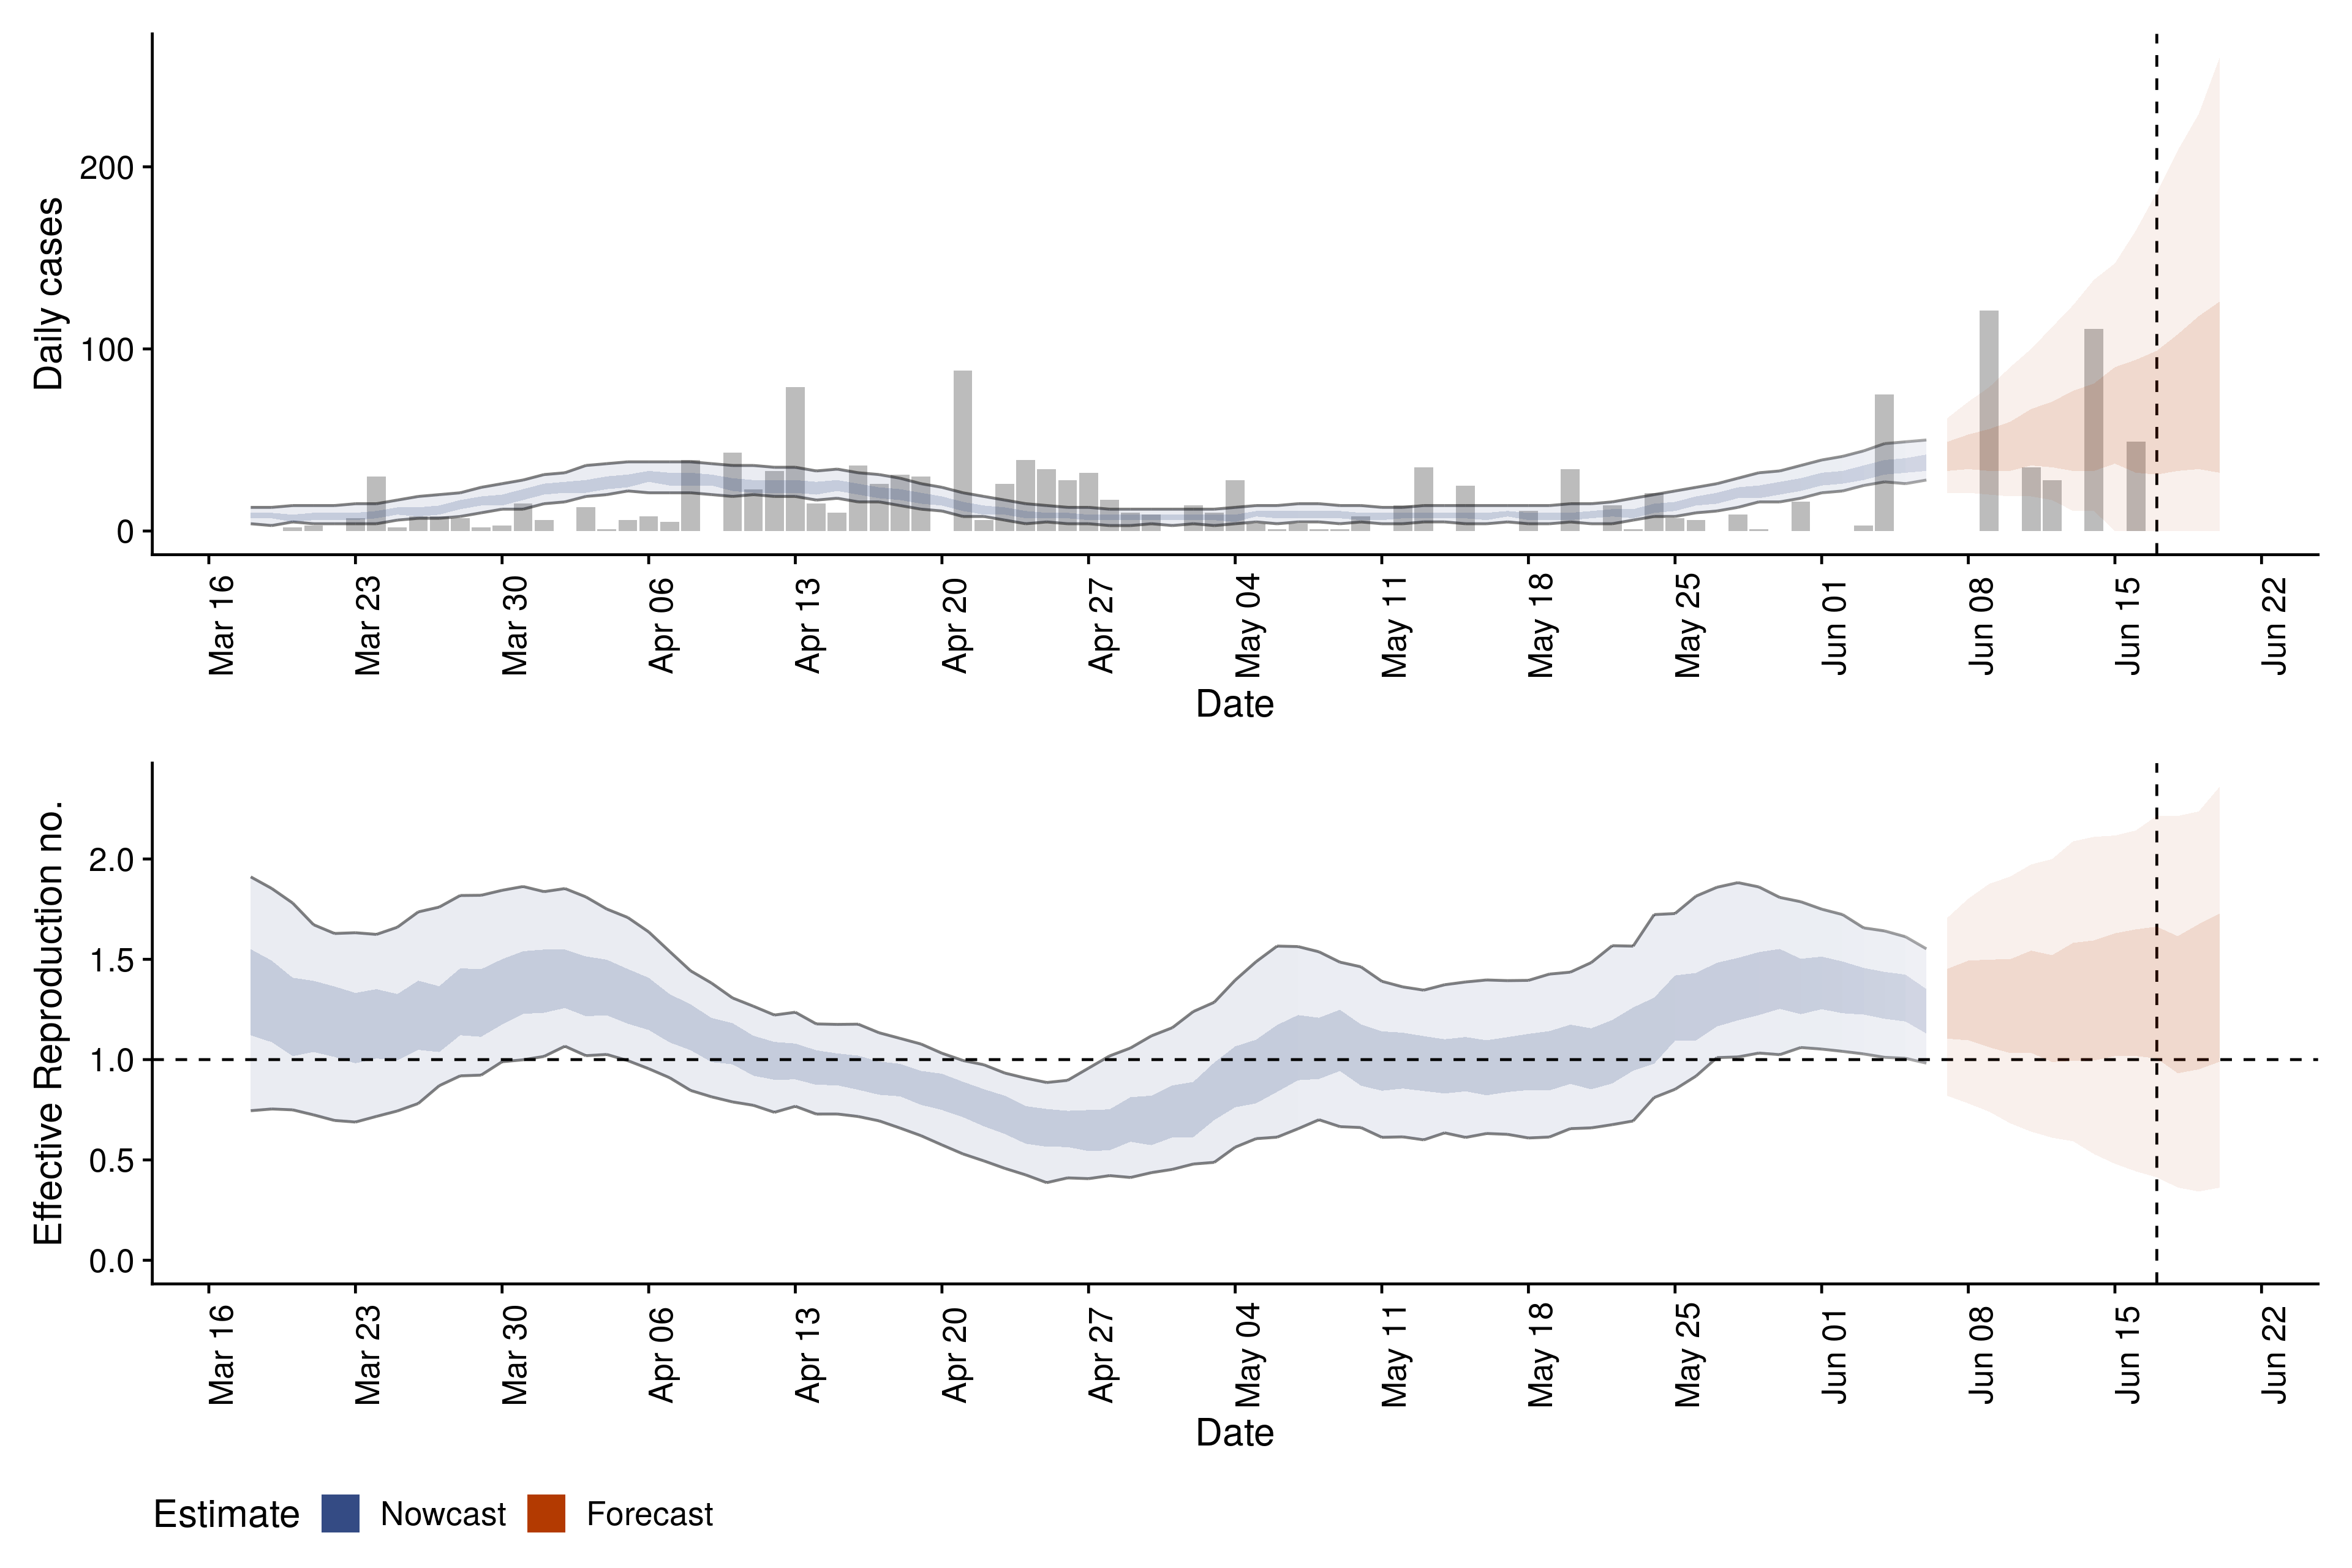 Daily cases
200
100
0
Mar 16
Mar 23
Mar 30
Apr 06
Apr 13
Apr 20
Apr 27
May 04
May 11
May 18
May 25
Jun 01
Jun 08
Jun 15
Jun 22
Date
Effective Reproduction no.
2.0
1.5
1.0
0.5
0.0
Mar 16
Mar 23
Mar 30
Apr 06
Apr 13
Apr 20
Apr 27
May 04
May 11
May 18
May 25
Jun 01
Jun 08
Jun 15
Jun 22
Date
Estimate Nowcast Forecast